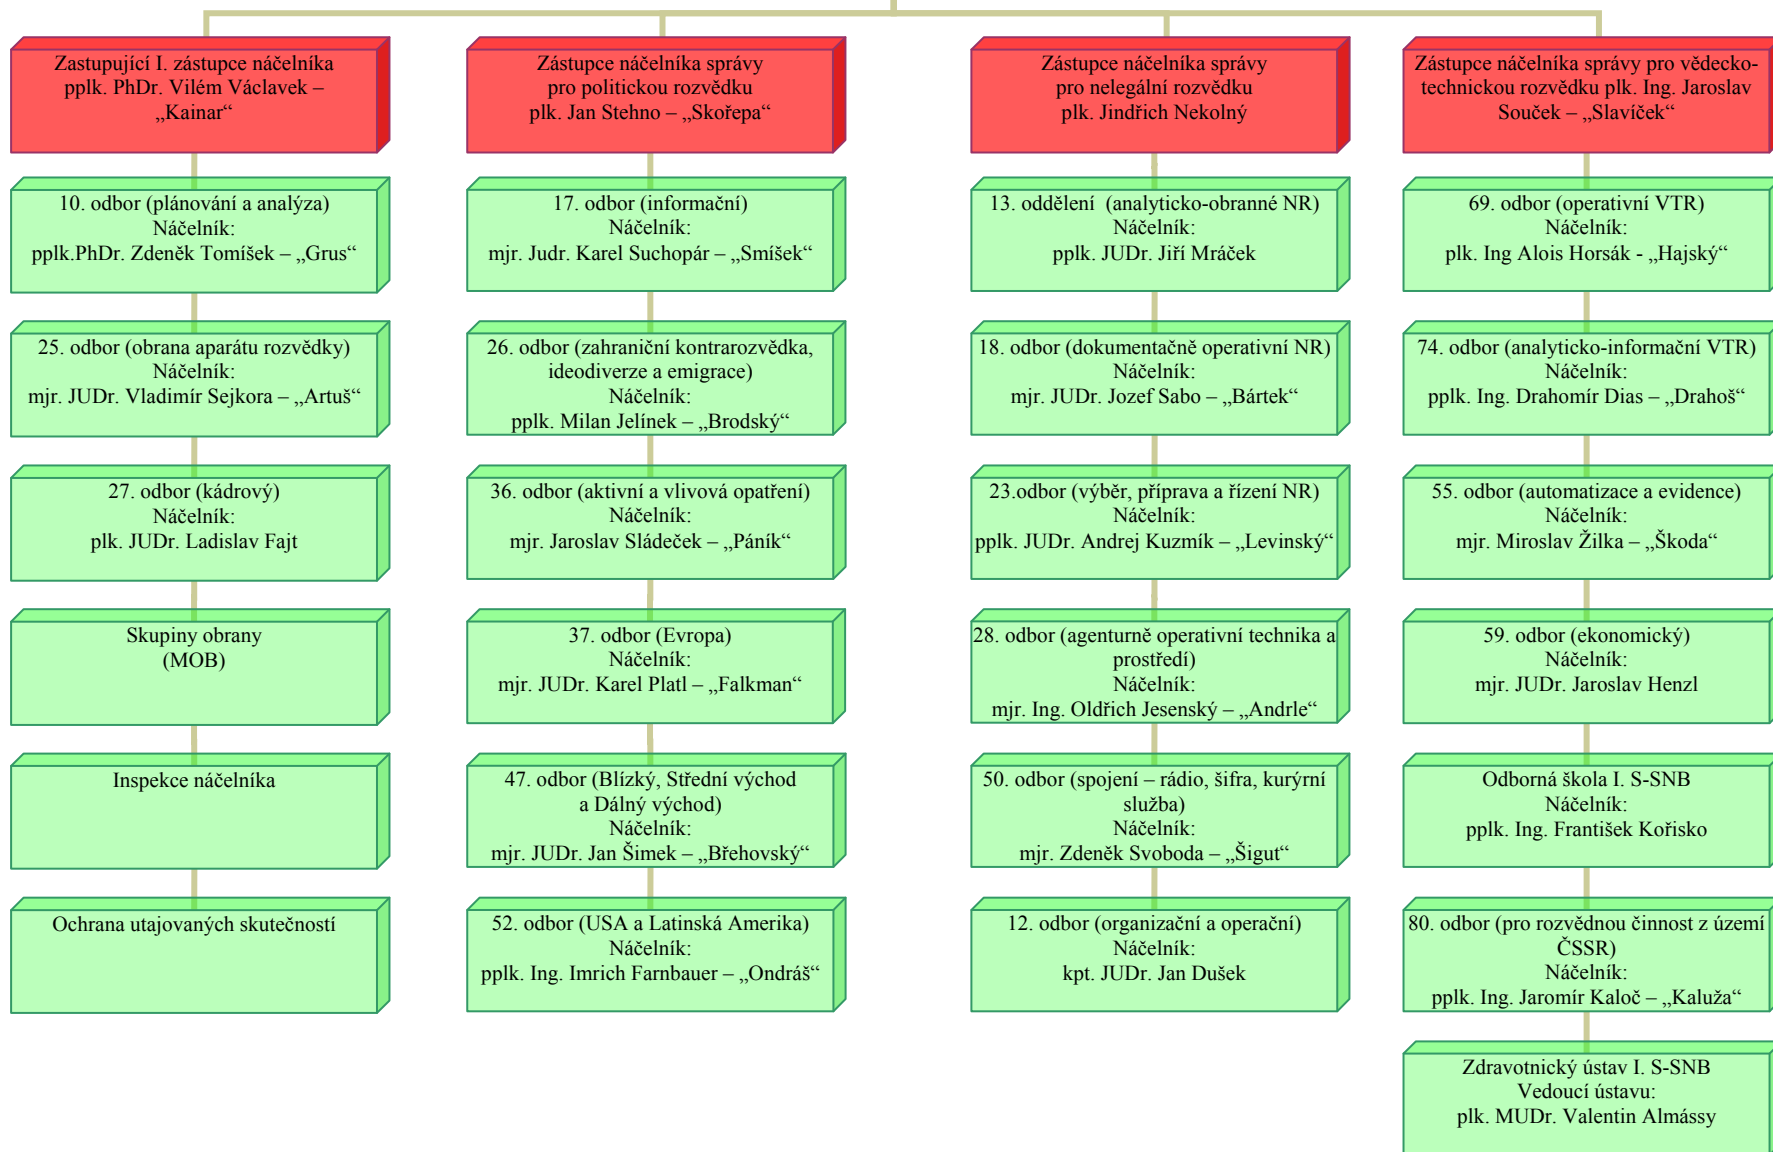 Zastupující I. zástupce náčelníka
pplk. PhDr. Vilém Václavek –
„Kainar“
10. odbor (plánování a analýza)
Náčelník:
pplk.PhDr. Zdeněk Tomíšek – „Grus“
25. odbor (obrana aparátu rozvědky)
Náčelník:
mjr. JUDr. Vladimír Sejkora – „Artuš“
27. odbor (kádrový)
Náčelník:
plk. JUDr. Ladislav Fajt
Skupiny obrany
(MOB)
Inspekce náčelníka
Ochrana utajovaných skutečností
Zástupce náčelníka správy
pro politickou rozvědku
plk. Jan Stehno – „Skořepa“
17. odbor (informační)
Náčelník:
mjr. Judr. Karel Suchopár – „Smíšek“
26. odbor (zahraniční kontrarozvědka,
ideodiverze a emigrace)
Náčelník:
pplk. Milan Jelínek – „Brodský“
36. odbor (aktivní a vlivová opatření)
Náčelník:
mjr. Jaroslav Sládeček – „Páník“
37. odbor (Evropa)
Náčelník:
mjr. JUDr. Karel Platl – „Falkman“
47. odbor (Blízký, Střední východ
a Dálný východ)
Náčelník:
mjr. JUDr. Jan Šimek – „Břehovský“
52. odbor (USA a Latinská Amerika)
Náčelník:
pplk. Ing. Imrich Farnbauer – „Ondráš“
Zástupce náčelníka správy
pro nelegální rozvědku
plk. Jindřich Nekolný
13. oddělení (analyticko-obranné NR)
Náčelník:
pplk. JUDr. Jiří Mráček
18. odbor (dokumentačně operativní NR)
Náčelník:
mjr. JUDr. Jozef Sabo – „Bártek“
23.odbor (výběr, příprava a řízení NR)
Náčelník:
pplk. JUDr. Andrej Kuzmík – „Levinský“
28. odbor (agenturně operativní technika a
prostředí)
Náčelník:
mjr. Ing. Oldřich Jesenský – „Andrle“
50. odbor (spojení – rádio, šifra, kurýrní
služba)
Náčelník:
mjr. Zdeněk Svoboda – „Šigut“
12. odbor (organizační a operační)
Náčelník:
kpt. JUDr. Jan Dušek
Zástupce náčelníka správy pro vědecko-
technickou rozvědku plk. Ing. Jaroslav
Souček – „Slavíček“
69. odbor (operativní VTR)
Náčelník:
plk. Ing Alois Horsák - „Hajský“
74. odbor (analyticko-informační VTR)
Náčelník:
pplk. Ing. Drahomír Dias – „Drahoš“
55. odbor (automatizace a evidence)
Náčelník:
mjr. Miroslav Žilka – „Škoda“
59. odbor (ekonomický)
Náčelník:
mjr. JUDr. Jaroslav Henzl
Odborná škola I. S-SNB
Náčelník:
pplk. Ing. František Kořisko
80. odbor (pro rozvědnou činnost z území
ČSSR)
Náčelník:
pplk. Ing. Jaromír Kaloč – „Kaluža“
Zdravotnický ústav I. S-SNB
Vedoucí ústavu:
plk. MUDr. Valentin Almássy